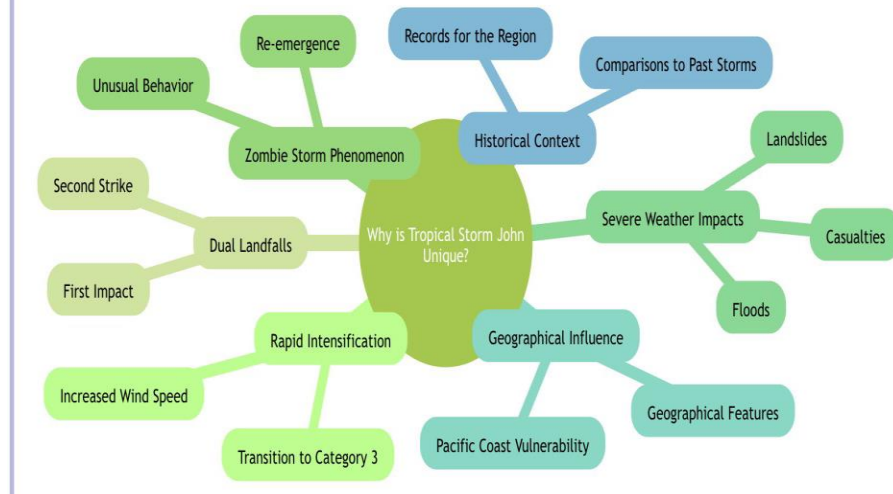 Records for the Region
Re-emergence
Comparisons to Past Storms
Unusual Behavior
Historical Context
Landslides
Zombie Storm Phenomenon
Second Strike
Severe Weather Impacts
Why is Tropical Storm John
Unique?
Casualties
Dual Landfalls
First Impact
Floods
Rapid Intensification
Geographical Influence
Increased Wind Speed
Geographical Features
Pacific Coast Vulnerability
Transition to Category 3